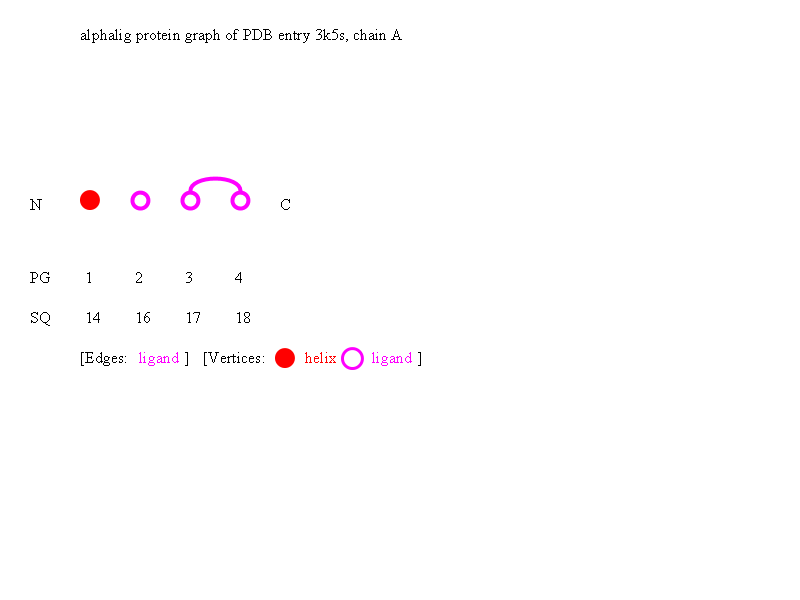 alphalig protein graph of PDB entry 3k5s, chain A
N C
PG 1 2 3 4
SQ 14 16 17 18
[Edges: ligand ] [Vertices: helix ligand ]